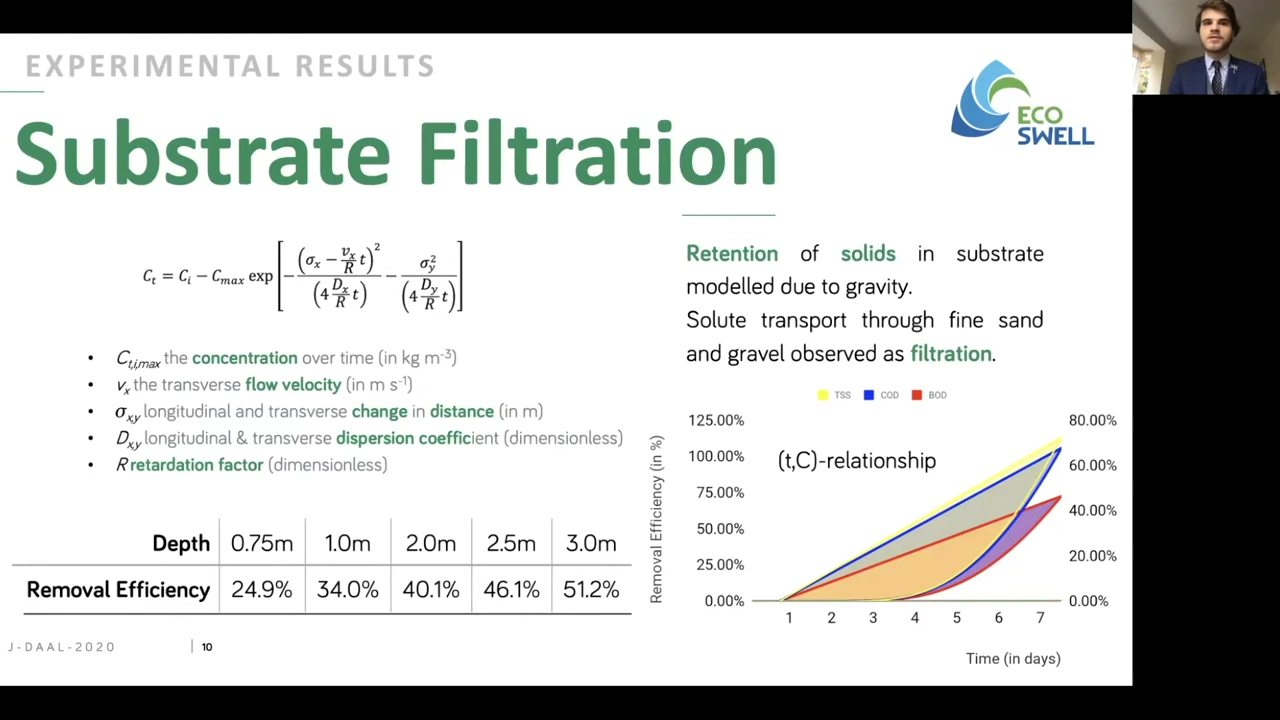 EXPERIMENTAL RESULTS
Substrate Filtration
ECO
SWELL
C_t = C_i − C_max exp[−(σ_x − (v_x/R) t)^2 / (4 (D_x/R) t) − σ_y^2 / (4 (D_y/R) t)]
• C_t,i,max the concentration over time (in kg m⁻³)
• v_x the transverse flow velocity (in m s⁻¹)
• σ_x,y longitudinal and transverse change in distance (in m)
• D_x,y longitudinal & transverse dispersion coefficient (dimensionless)
• R retardation factor (dimensionless)
Depth 0.75m 1.0m 2.0m 2.5m 3.0m
Removal Efficiency 24.9% 34.0% 40.1% 46.1% 51.2%
J-DAAL-2020 | 10
Retention of solids in substrate
modelled due to gravity.
Solute transport through fine sand
and gravel observed as filtration.
TSS COD BOD
Removal Efficiency (in %)
125.00%
100.00%
75.00%
50.00%
25.00%
0.00%
(t,C)-relationship
80.00%
60.00%
40.00%
20.00%
0.00%
1 2 3 4 5 6 7
Time (in days)